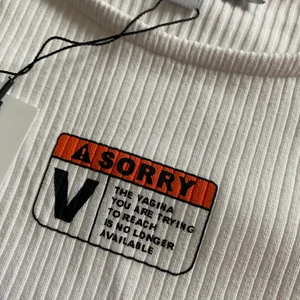 SORRY
V
THE VAGINA
YOU ARE TRYING
TO REACH
IS NO LONGER
AVAILABLE